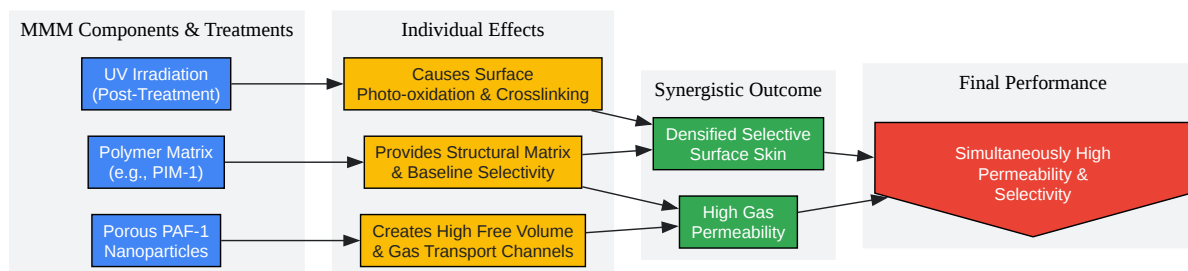 MMM Components & Treatments
UV Irradiation
(Post-Treatment)
Polymer Matrix
(e.g., PIM-1)
Porous PAF-1
Nanoparticles
Individual Effects
Causes Surface
Photo-oxidation & Crosslinking
Provides Structural Matrix
& Baseline Selectivity
Creates High Free Volume
& Gas Transport Channels
Synergistic Outcome
Densified Selective
Surface Skin
High Gas
Permeability
Final Performance
Simultaneously High
Permeability &
Selectivity